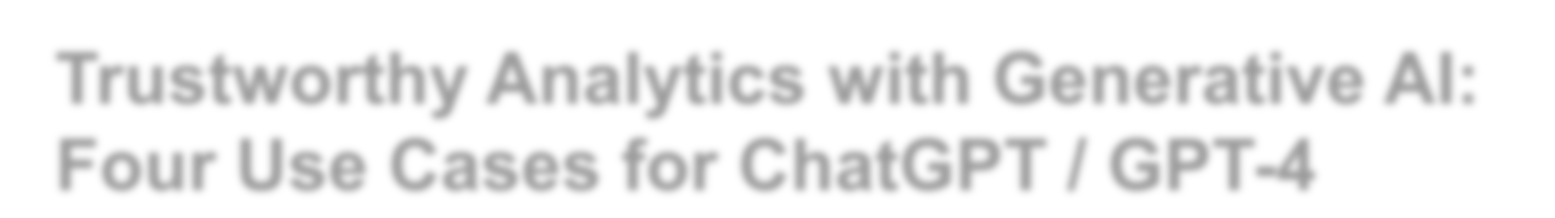 Trustworthy Analytics with Generative AI:
Four Use Cases for ChatGPT / GPT-4